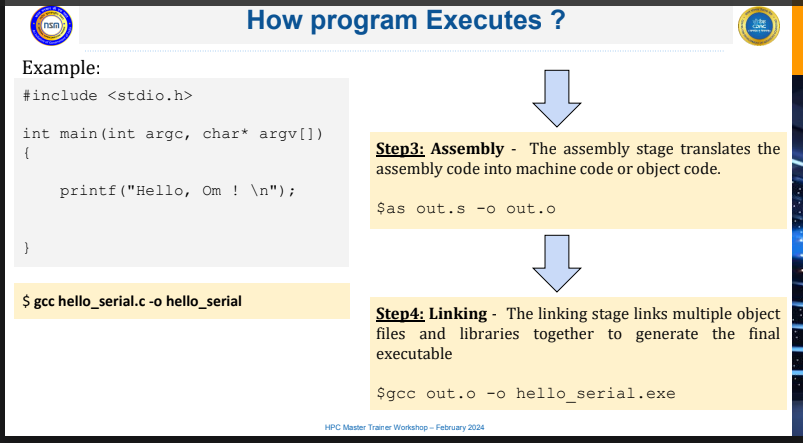 How program Executes ?
nsm
CDAC
Example:
#include <stdio.h>
int main(int argc, char* argv[])
{
printf("Hello, Om ! \n");
}
$ gcc hello_serial.c -o hello_serial
Step3: Assembly - The assembly stage translates the
assembly code into machine code or object code.
$as out.s -o out.o
Step4: Linking - The linking stage links multiple object
files and libraries together to generate the final
executable
$gcc out.o -o hello_serial.exe
HPC Master Trainer Workshop – February 2024